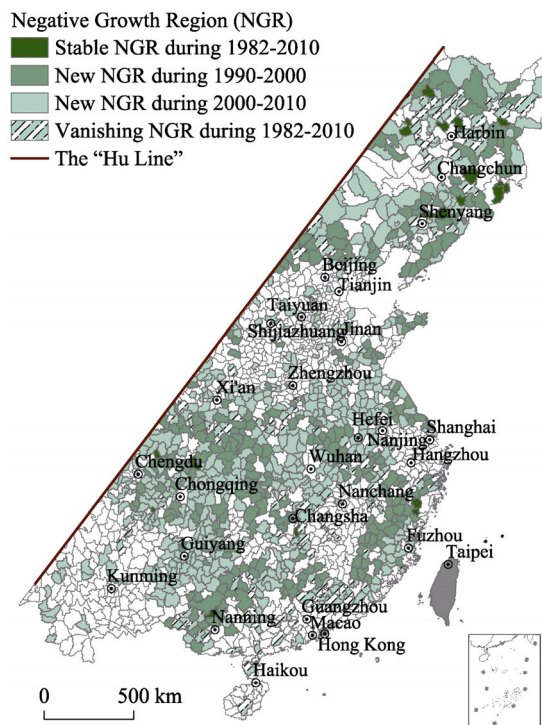 Negative Growth Region (NGR)
Stable NGR during 1982-2010
New NGR during 1990-2000
New NGR during 2000-2010
Vanishing NGR during 1982-2010
The “Hu Line”
Harbin
Changchun
Shenyang
Beijing
Tianjin
Taiyuan
Shijiazhuang
Jinan
Zhengzhou
Xi'an
Hefei
Nanjing
Shanghai
Hangzhou
Chengdu
Wuhan
Chongqing
Nanchang
Changsha
Guiyang
Fuzhou
Taipei
Kunming
Guangzhou
Nanning
Macao
Hong Kong
Haikou
0 500 km